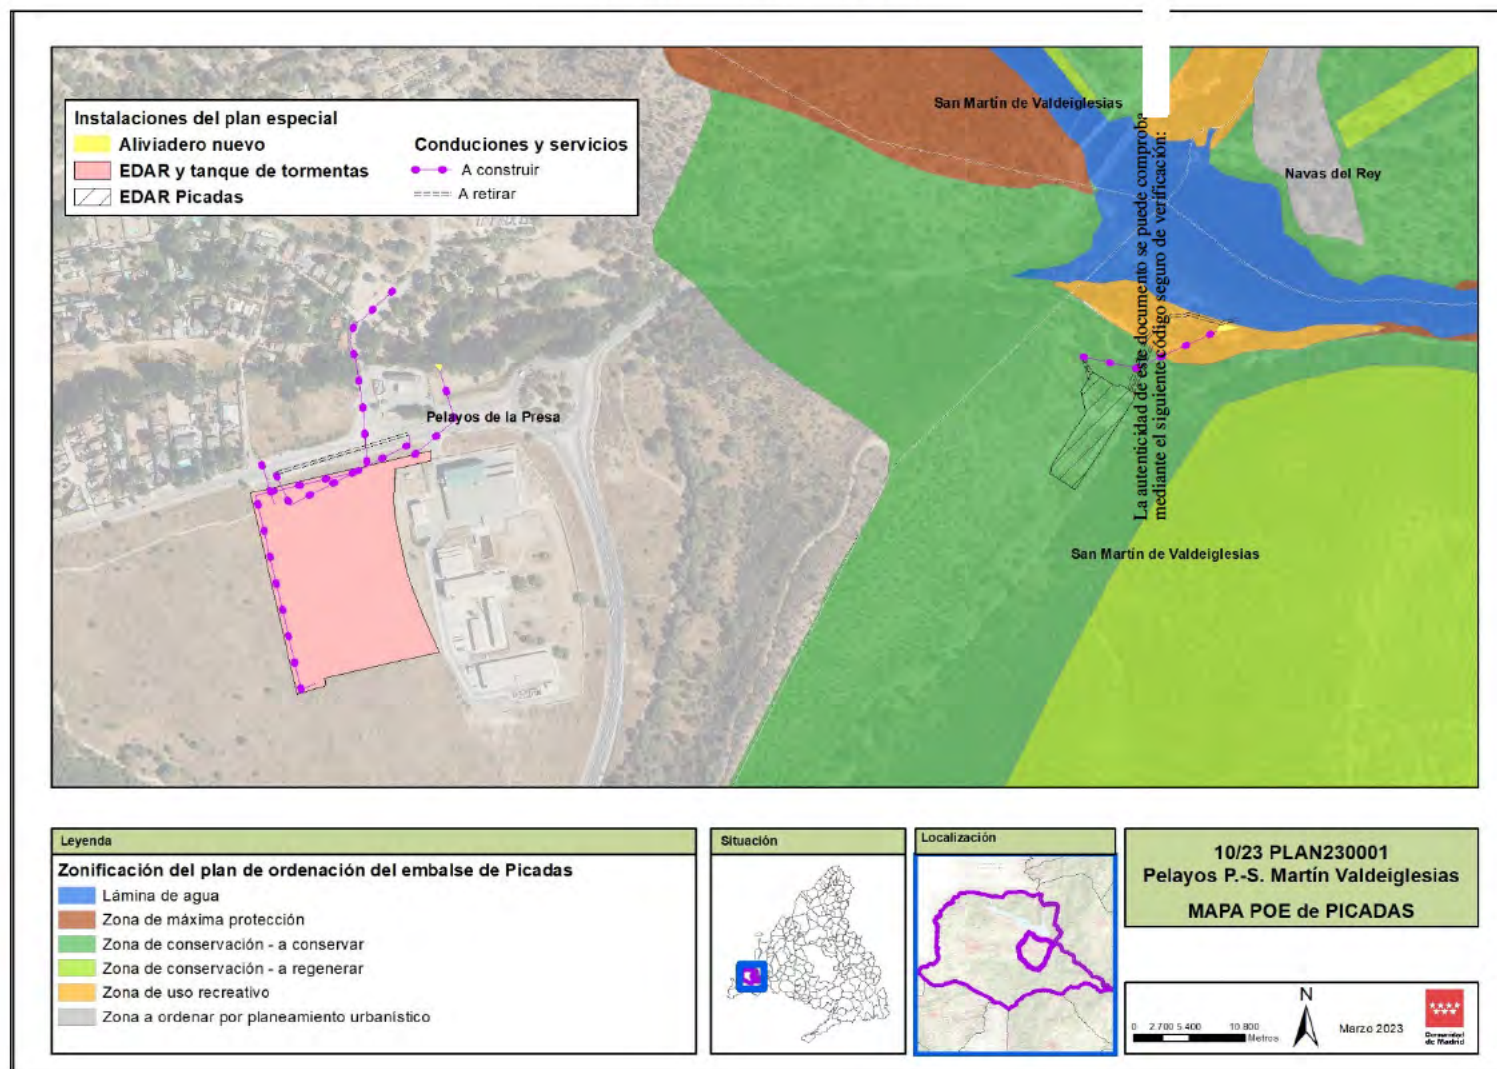 Instalaciones del plan especial
Aliviadero nuevo
EDAR y tanque de tormentas
EDAR Picadas
Conduciones y servicios
A construir
A retirar
San Martín de Valdeiglesias
Navas del Rey
Pelayos de la Presa
San Martín de Valdeiglesias
La autenticidad de este documento se puede comproba
mediante el siguiente código seguro de verificación:
Leyenda
Zonificación del plan de ordenación del embalse de Picadas
Lámina de agua
Zona de máxima protección
Zona de conservación - a conservar
Zona de conservación - a regenerar
Zona de uso recreativo
Zona a ordenar por planeamiento urbanístico
Situación
Localización
10/23 PLAN230001
Pelayos P.-S. Martín Valdeiglesias
MAPA POE de PICADAS
0 2.700 5.400 10.800
Metros
N
Marzo 2023
Comunidad
de Madrid